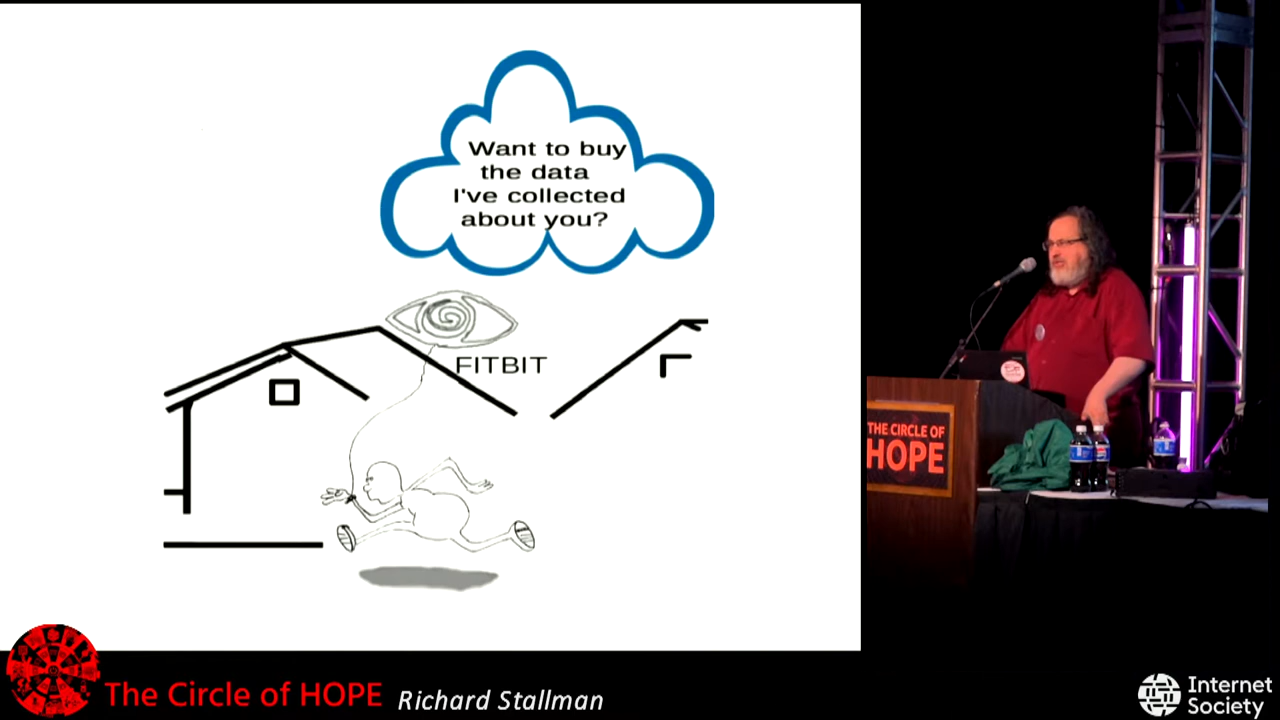 Want to buy
the data
I've collected
about you?
FITBIT
THE CIRCLE OF
HOPE
The Circle of HOPE
Richard Stallman
Internet
Society